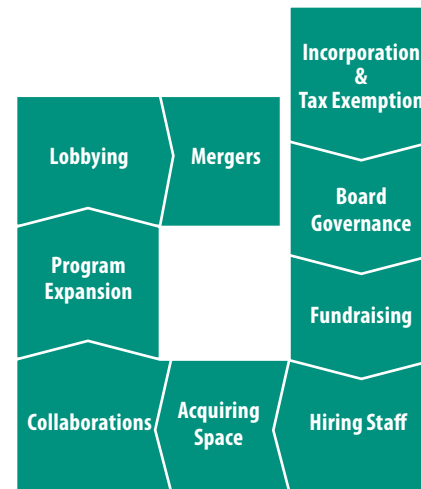 Incorporation
&
Tax Exemption
Lobbying
Mergers
Board
Governance
Program
Expansion
Fundraising
Collaborations
Acquiring
Space
Hiring Staff